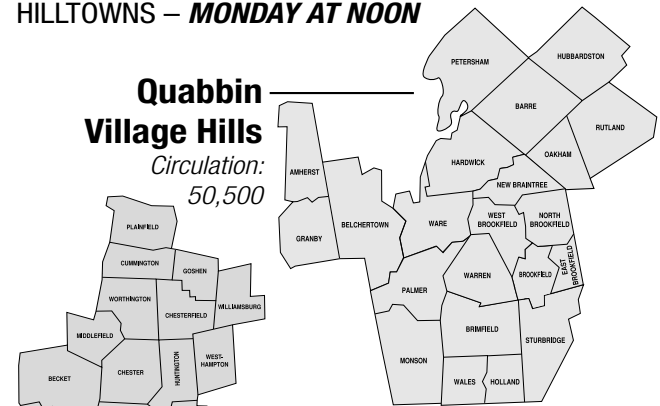 HILLTOWNS – MONDAY AT NOON
Quabbin
Village Hills
Circulation:
50,500
PETERSHAM
HUBBARDSTON
BARRE
RUTLAND
HARDWICK
OAKHAM
AMHERST
NEW BRAINTREE
GRANBY
BELCHERTOWN
WARE
WEST
BROOKFIELD
NORTH
BROOKFIELD
EAST
BROOKFIELD
PALMER
WARREN
BROOKFIELD
BRIMFIELD
STURBRIDGE
MONSON
WALES
HOLLAND
PLAINFIELD
CUMMINGTON
GOSHEN
WORTHINGTON
CHESTERFIELD
WILLIAMSBURG
MIDDLEFIELD
BECKET
CHESTER
HUNTINGTON
WEST-
HAMPTON